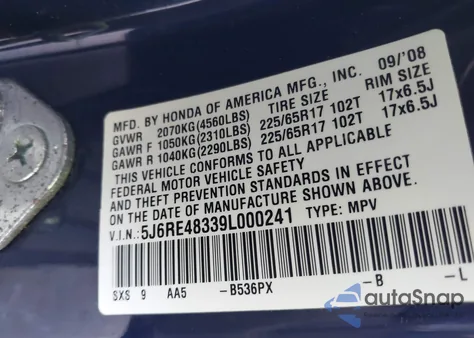 MFD. BY HONDA OF AMERICA MFG., INC. 09/'08
GVWR 2070KG(4560LBS) TIRE SIZE RIM SIZE
GAWR F 1050KG(2310LBS) 225/65R17 102T 17x6.5J
GAWR R 1040KG(2290LBS) 225/65R17 102T 17x6.5J
THIS VEHICLE CONFORMS TO ALL APPLICABLE
FEDERAL MOTOR VEHICLE SAFETY
AND THEFT PREVENTION STANDARDS IN EFFECT
ON THE DATE OF MANUFACTURE SHOWN ABOVE.
V.I.N: 5J6RE48339L000241 TYPE: MPV
SXS 9 AA5 -B536PX -B -L
autoSnap